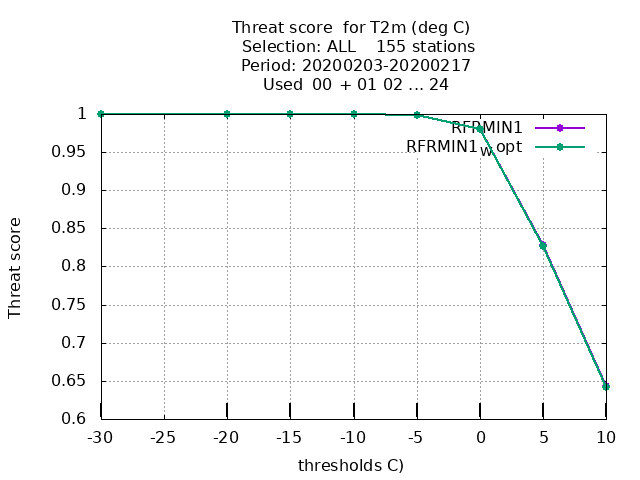 Threat score for T2m (deg C)
Selection: ALL 155 stations
Period: 20200203-20200217
Used 00 + 01 02 ... 24
RFRMIN1
RFRMIN1w opt
1
0.95
0.9
0.85
0.8
0.75
0.7
0.65
0.6
Threat score
-30 -25 -20 -15 -10 -5 0 5 10
thresholds C)